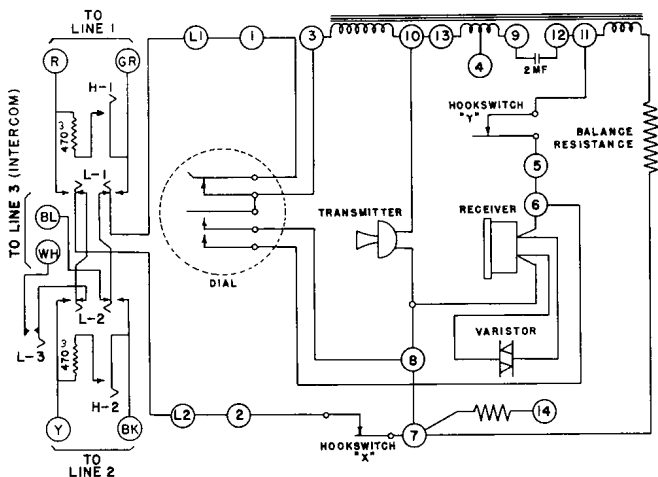 TO
LINE 1
R
GR
H-1
470 Ω
L-1
TO LINE 3 (INTERCOM)
BL
WH
L-2
L-3
470 Ω
H-2
Y
BK
TO
LINE 2
L1
1
3
10
13
4
9
12
11
2MF
HOOKSWITCH
"Y"
BALANCE
RESISTANCE
5
6
TRANSMITTER
RECEIVER
DIAL
VARISTOR
8
L2
2
HOOKSWITCH
"X"
7
14